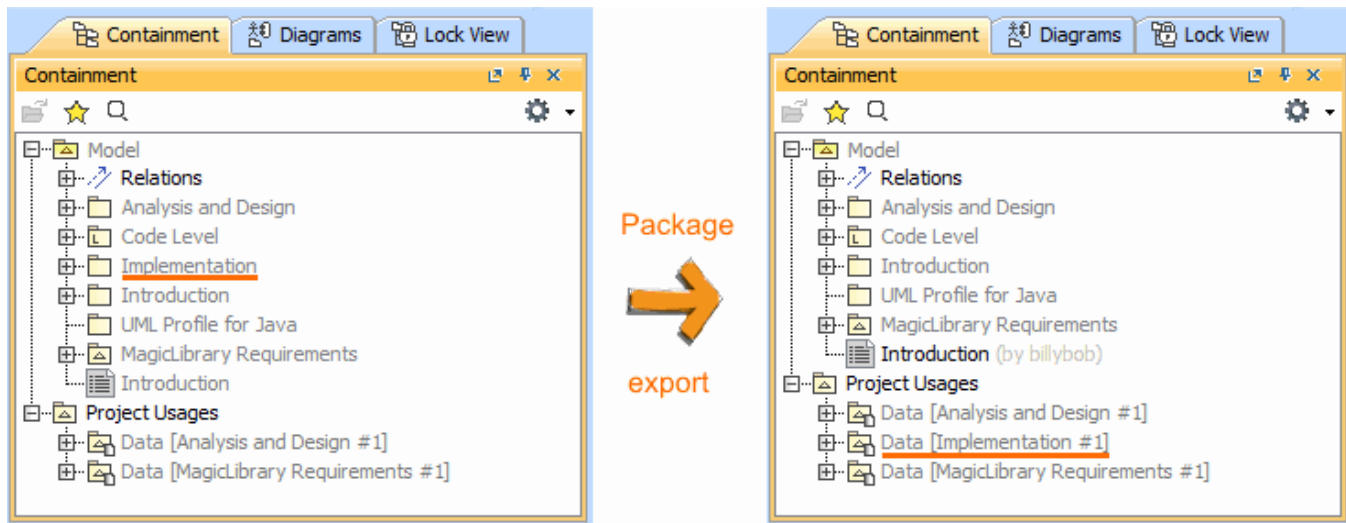 Containment Diagrams Lock View
Containment
Model
Relations
Analysis and Design
L Code Level
Implementation
Introduction
UML Profile for Java
MagicLibrary Requirements
Introduction
Project Usages
Data [Analysis and Design #1]
Data [MagicLibrary Requirements #1]
Package
export
Containment Diagrams Lock View
Containment
Model
Relations
Analysis and Design
L Code Level
Introduction
UML Profile for Java
MagicLibrary Requirements
Introduction (by billybob)
Project Usages
Data [Analysis and Design #1]
Data [Implementation #1]
Data [MagicLibrary Requirements #1]